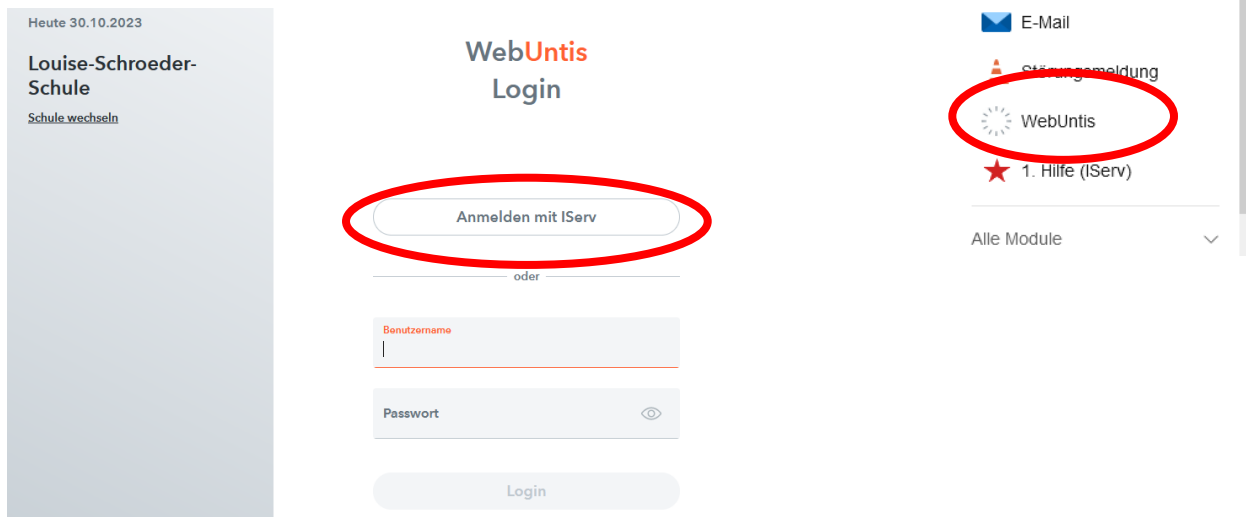 Heute 30.10.2023
Louise-Schroeder-
Schule
Schule wechseln
WebUntis
Login
Anmelden mit IServ
oder
Benutzername
Passwort
Login
E-Mail
Störungsmeldung
WebUntis
1. Hilfe (IServ)
Alle Module